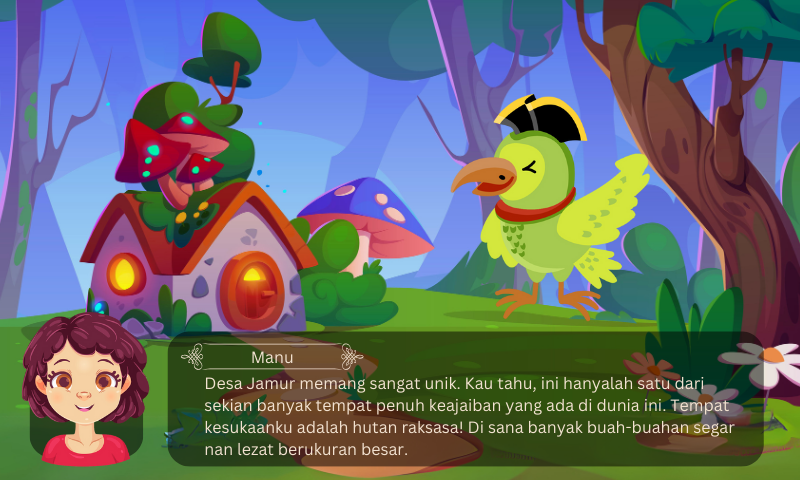 Manu
Desa Jamur memang sangat unik. Kau tahu, ini hanyalah satu dari
sekian banyak tempat penuh keajaiban yang ada di dunia ini. Tempat
kesukaanku adalah hutan raksasa! Di sana banyak buah-buahan segar
nan lezat berukuran besar.